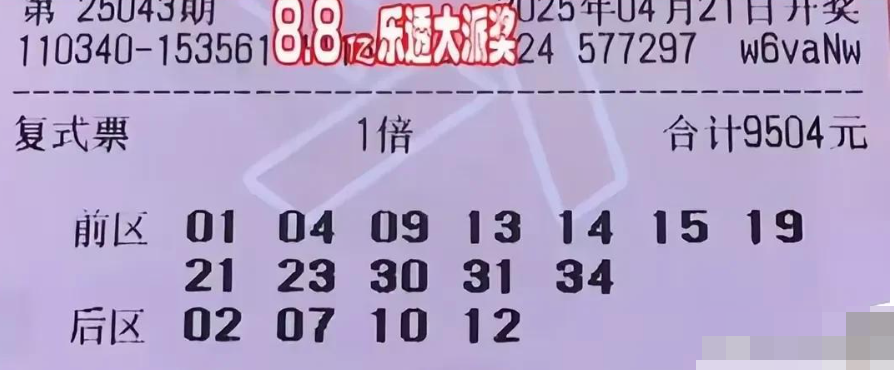 第 25043期 2025年04月21日开奖
110340-153561 8.8亿乐透大派奖 24 577297 w6vaNw
复式票 1倍 合计9504元
前区 01 04 09 13 14 15 19
21 23 30 31 34
后区 02 07 10 12